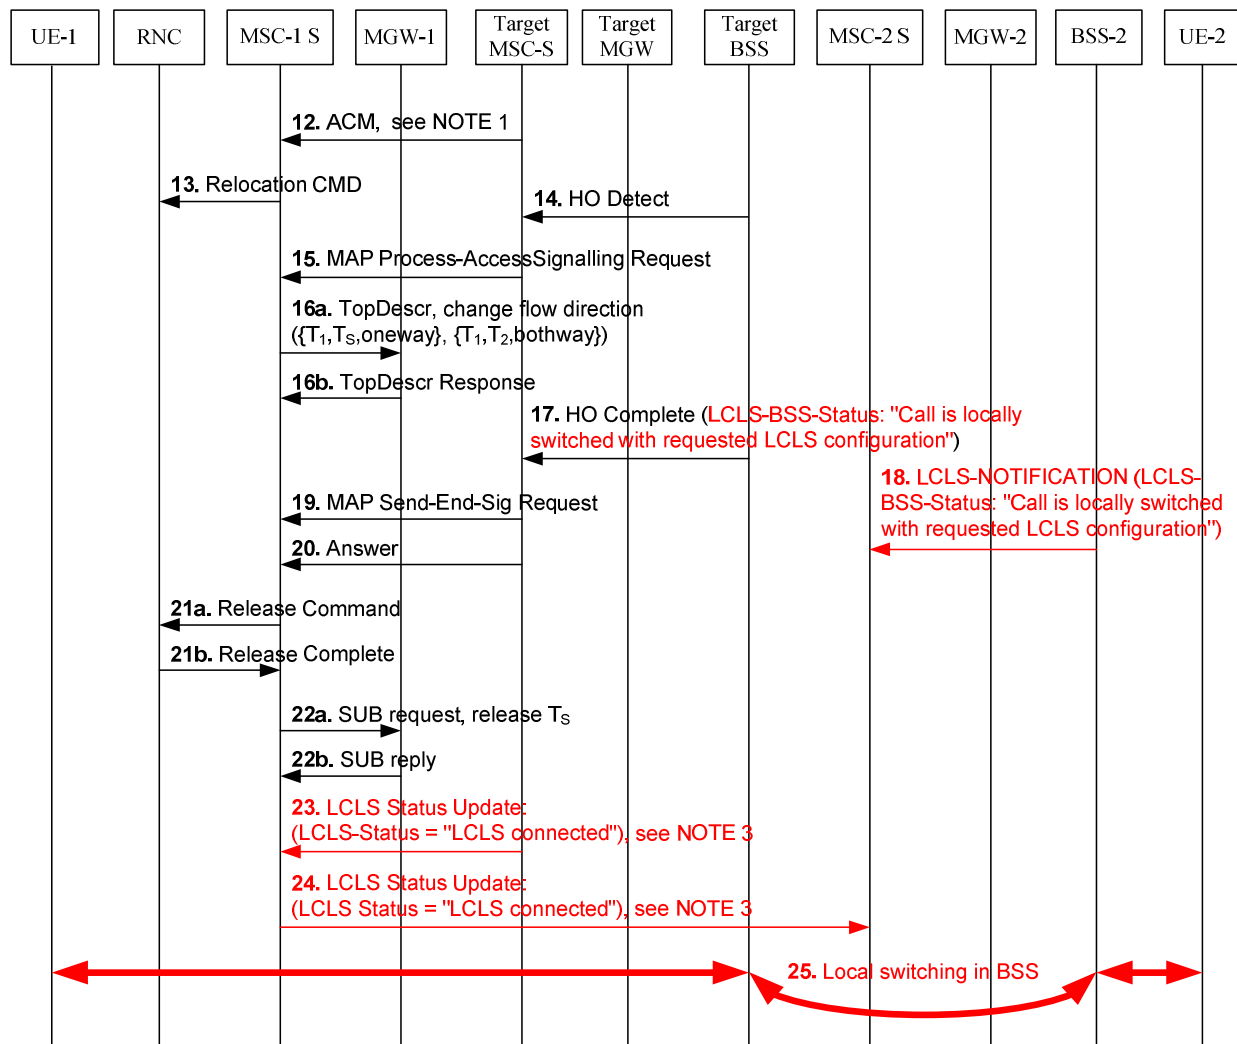 UE-1
RNC
MSC-1 S
MGW-1
Target
MSC-S
Target
MGW
Target
BSS
MSC-2 S
MGW-2
BSS-2
UE-2
12. ACM, see NOTE 1
13. Relocation CMD
14. HO Detect
15. MAP Process-AccessSignalling Request
16a. TopDescr, change flow direction
({T1,TS,oneway}, {T1,T2,bothway})
16b. TopDescr Response
17. HO Complete (LCLS-BSS-Status: "Call is locally
switched with requested LCLS configuration")
18. LCLS-NOTIFICATION (LCLS-
BSS-Status: "Call is locally switched
with requested LCLS configuration")
19. MAP Send-End-Sig Request
20. Answer
21a. Release Command
21b. Release Complete
22a. SUB request, release TS
22b. SUB reply
23. LCLS Status Update:
(LCLS-Status = "LCLS connected"), see NOTE 3
24. LCLS Status Update:
(LCLS Status = "LCLS connected"), see NOTE 3
25. Local switching in BSS